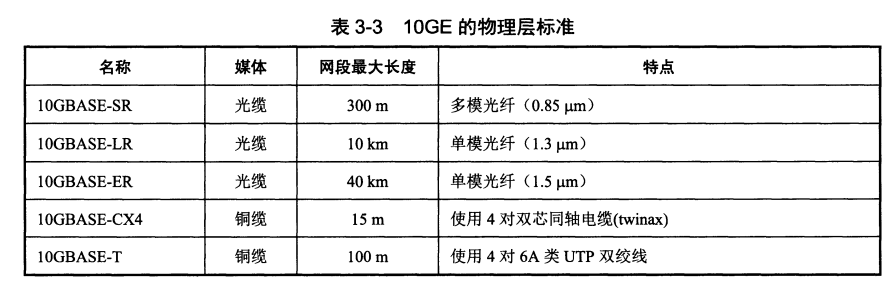 表 3-3 10GE 的物理层标准
名称 媒体 网段最大长度 特点
10GBASE-SR 光缆 300 m 多模光纤（0.85 μm）
10GBASE-LR 光缆 10 km 单模光纤（1.3 μm）
10GBASE-ER 光缆 40 km 单模光纤（1.5 μm）
10GBASE-CX4 铜缆 15 m 使用 4 对双芯同轴电缆(twinax)
10GBASE-T 铜缆 100 m 使用 4 对 6A 类 UTP 双绞线